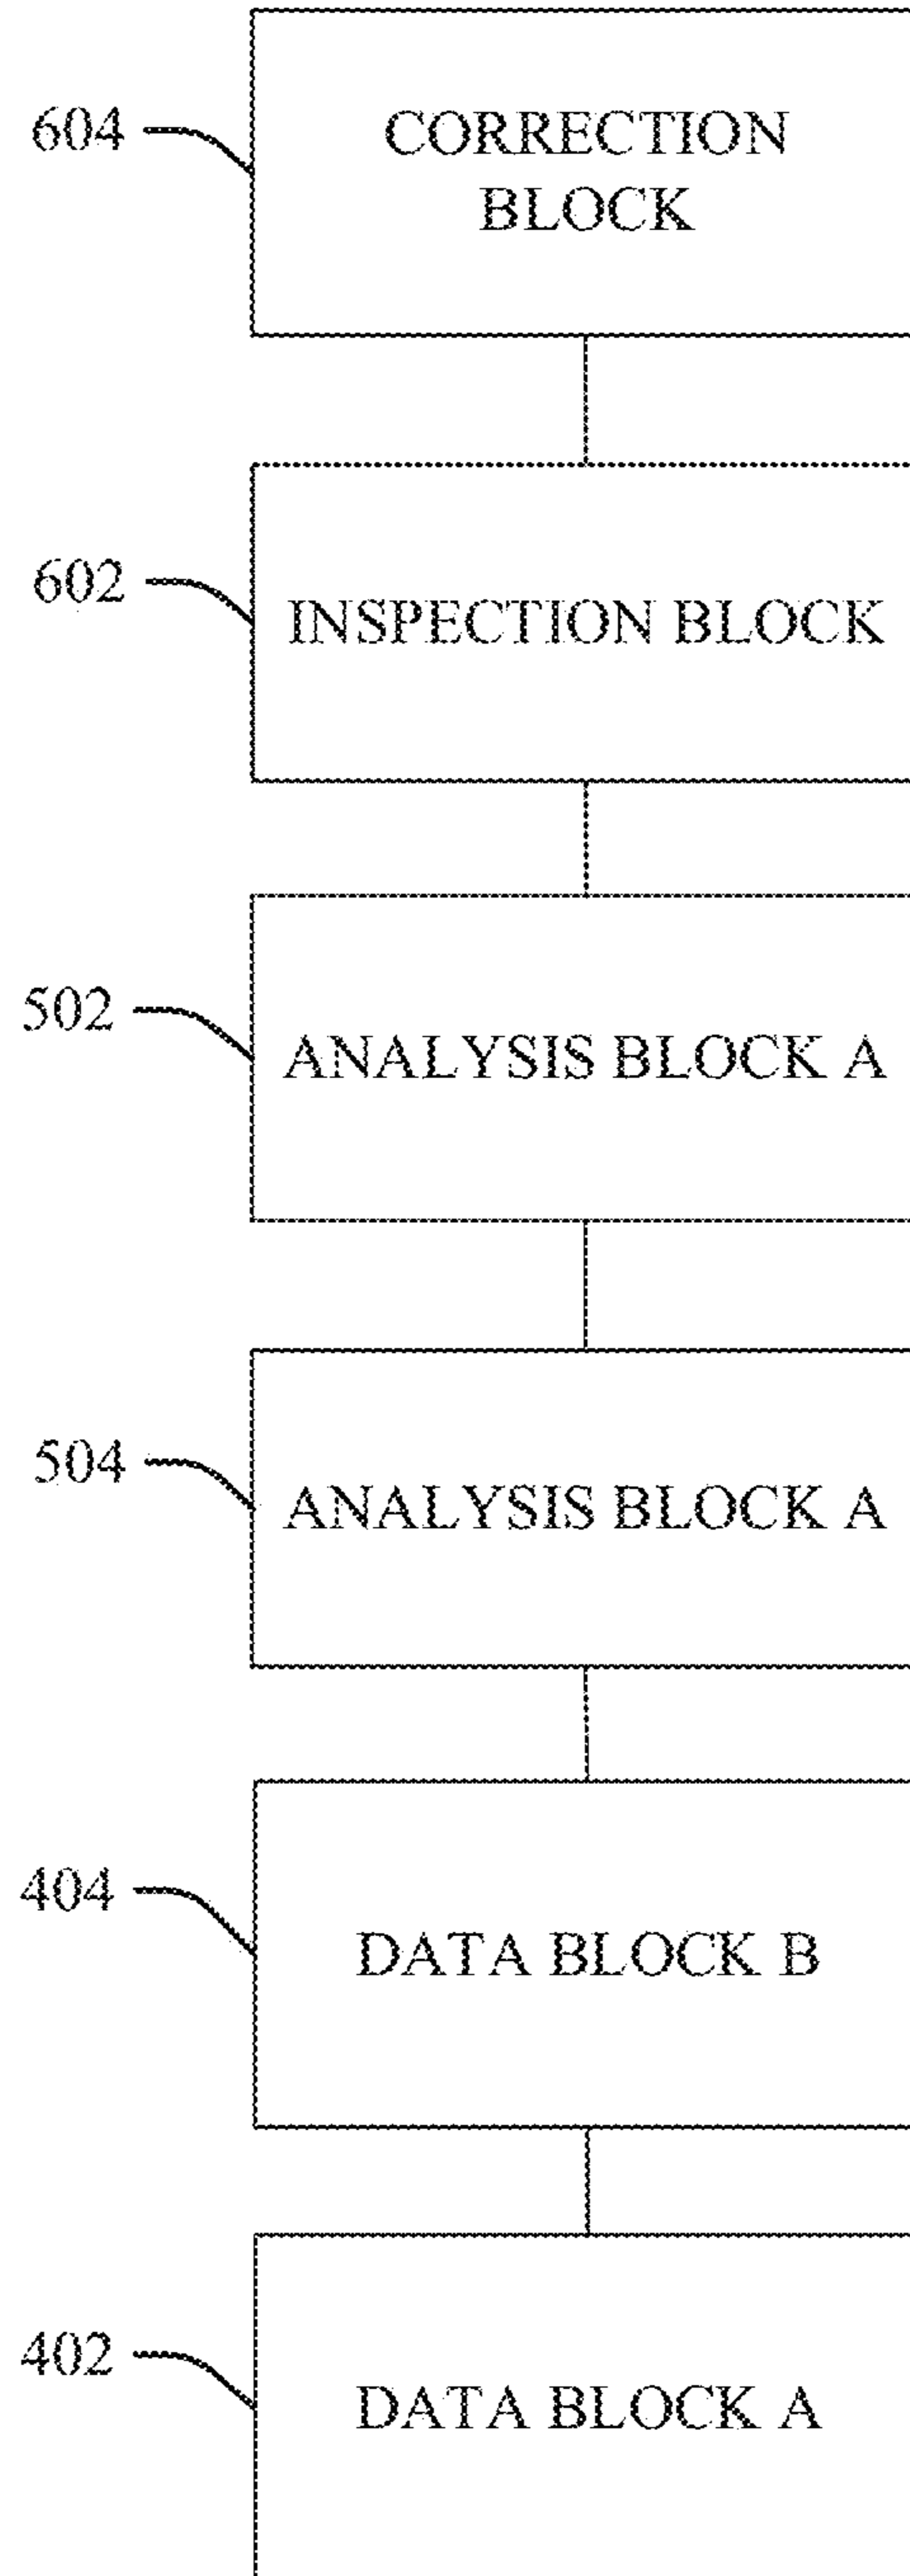 604
CORRECTION
BLOCK
602
INSPECTION BLOCK
502
ANALYSIS BLOCK A
504
ANALYSIS BLOCK A
404
DATA BLOCK B
402
DATA BLOCK A